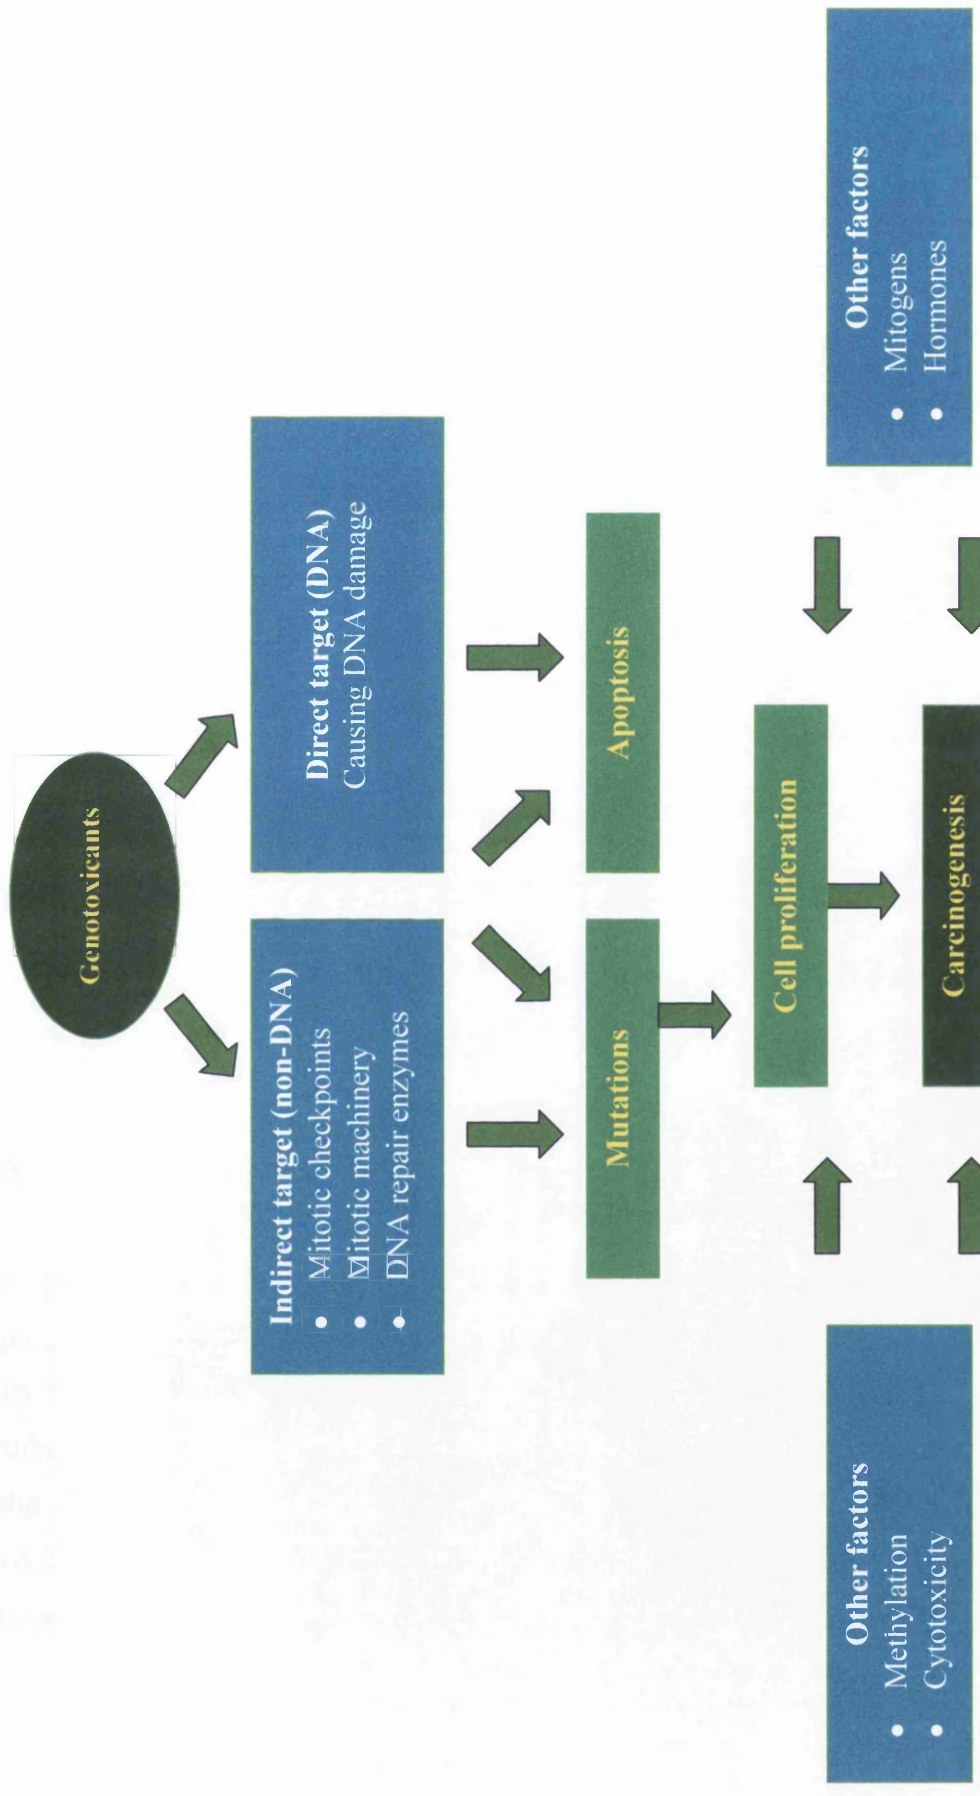 Genotoxicants
Indirect target (non-DNA)
• Mitotic checkpoints
• Mitotic machinery
• DNA repair enzymes
Direct target (DNA)
Causing DNA damage
Mutations
Apoptosis
Cell proliferation
Other factors
• Methylation
• Cytotoxicity
Carcinogenesis
Other factors
• Mitogens
• Hormones